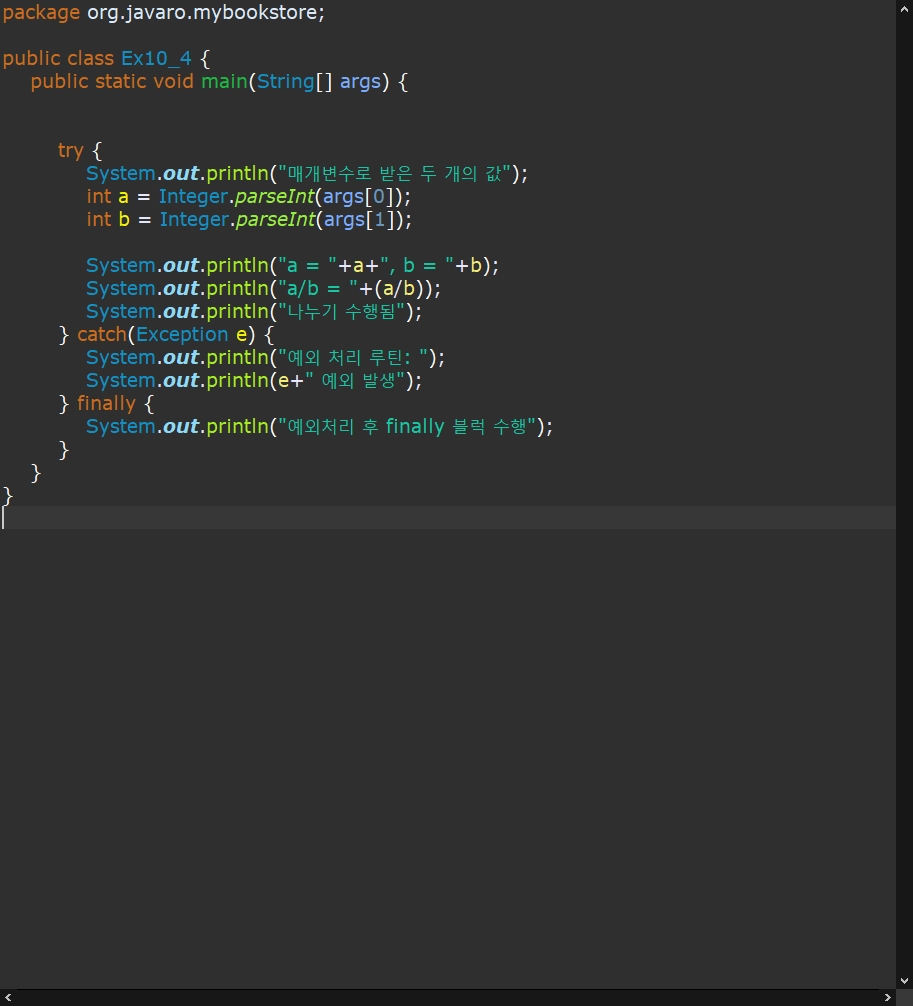 package org.javaro.mybookstore;
public class Ex10_4 {
public static void main(String[] args) {
try {
System.out.println("매개변수로 받은 두 개의 값");
int a = Integer.parseInt(args[0]);
int b = Integer.parseInt(args[1]);
System.out.println("a = "+a+", b = "+b);
System.out.println("a/b = "+(a/b));
System.out.println("나누기 수행됨");
} catch(Exception e) {
System.out.println("예외 처리 루틴: ");
System.out.println(e+" 예외 발생");
} finally {
System.out.println("예외처리 후 finally 블럭 수행");
}
}
}